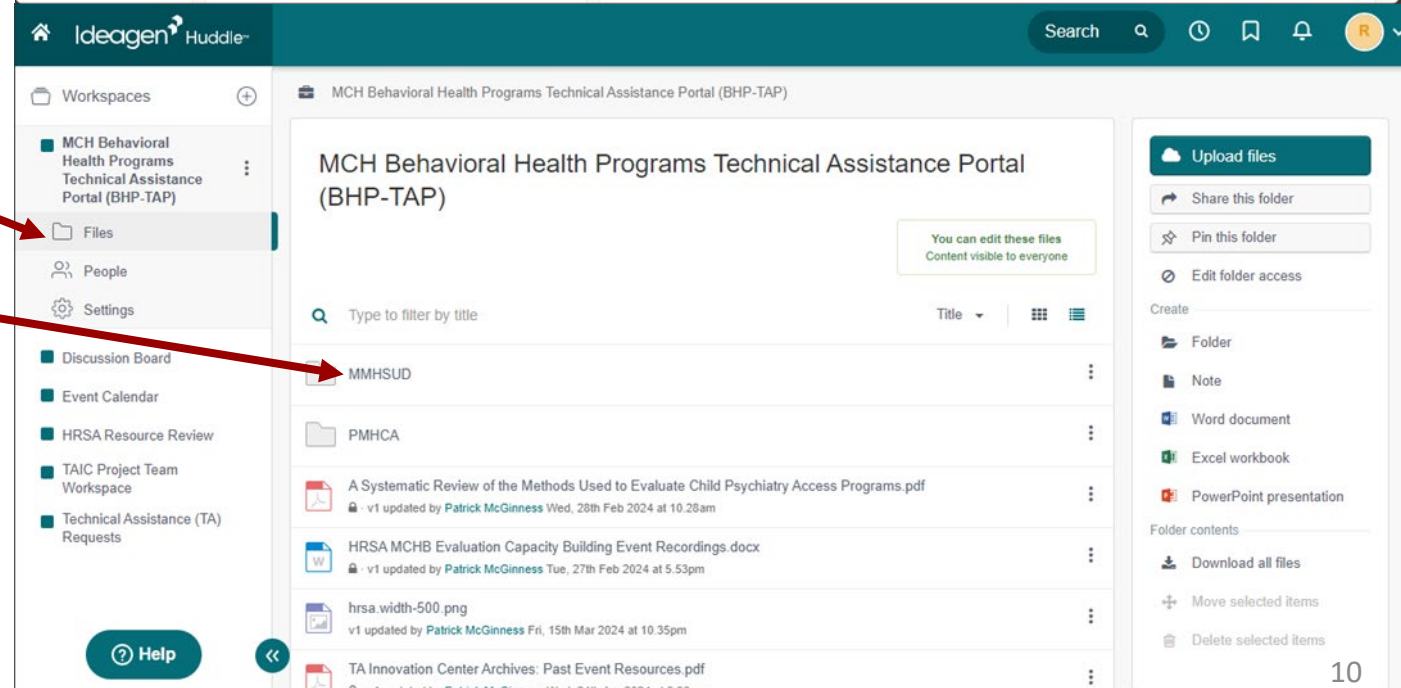 Ideagen Huddle™
Search
R
Workspaces
MCH Behavioral
Health Programs
Technical Assistance
Portal (BHP-TAP)
Files
People
Settings
Discussion Board
Event Calendar
HRSA Resource Review
TAIC Project Team
Workspace
Technical Assistance (TA)
Requests
Help
MCH Behavioral Health Programs Technical Assistance Portal (BHP-TAP)
MCH Behavioral Health Programs Technical Assistance Portal
(BHP-TAP)
You can edit these files
Content visible to everyone
Type to filter by title
Title
MMHSUD
PMHCA
A Systematic Review of the Methods Used to Evaluate Child Psychiatry Access Programs.pdf
· v1 updated by Patrick McGinness Wed, 28th Feb 2024 at 10.28am
HRSA MCHB Evaluation Capacity Building Event Recordings.docx
· v1 updated by Patrick McGinness Tue, 27th Feb 2024 at 5.53pm
hrsa.width-500.png
v1 updated by Patrick McGinness Fri, 15th Mar 2024 at 10.35pm
TA Innovation Center Archives: Past Event Resources.pdf
Upload files
Share this folder
Pin this folder
Edit folder access
Create
Folder
Note
Word document
Excel workbook
PowerPoint presentation
Folder contents
Download all files
Move selected items
Delete selected items
10